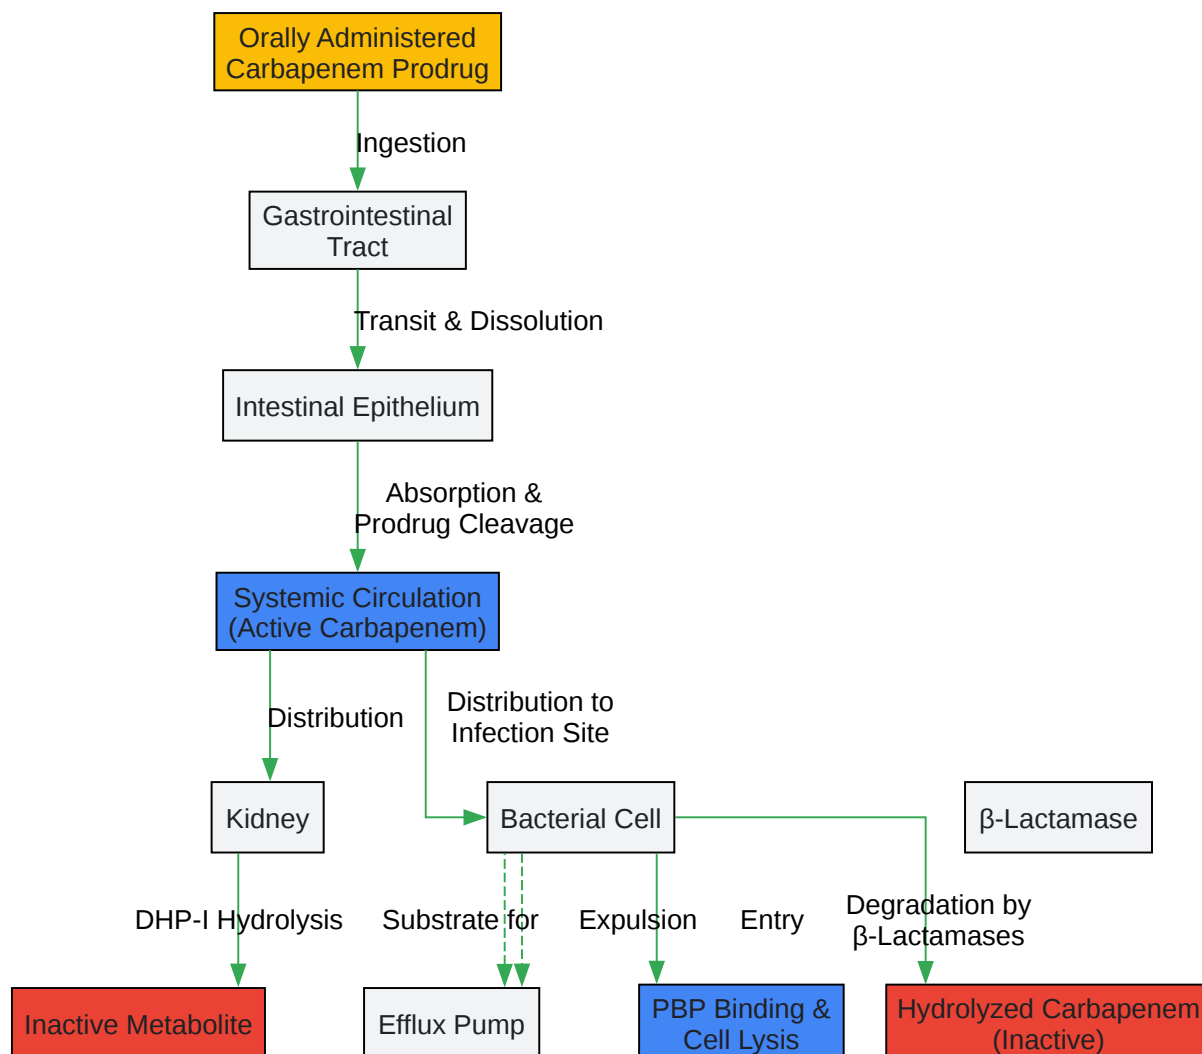 Orally Administered
Carbapenem Prodrug
Ingestion
Gastrointestinal
Tract
Transit & Dissolution
Intestinal Epithelium
Absorption &
Prodrug Cleavage
Systemic Circulation
(Active Carbapenem)
Distribution
Distribution to
Infection Site
Kidney
Bacterial Cell
β-Lactamase
DHP-I Hydrolysis
Substrate for
Expulsion
Entry
Degradation by
β-Lactamases
Inactive Metabolite
Efflux Pump
PBP Binding &
Cell Lysis
Hydrolyzed Carbapenem
(Inactive)